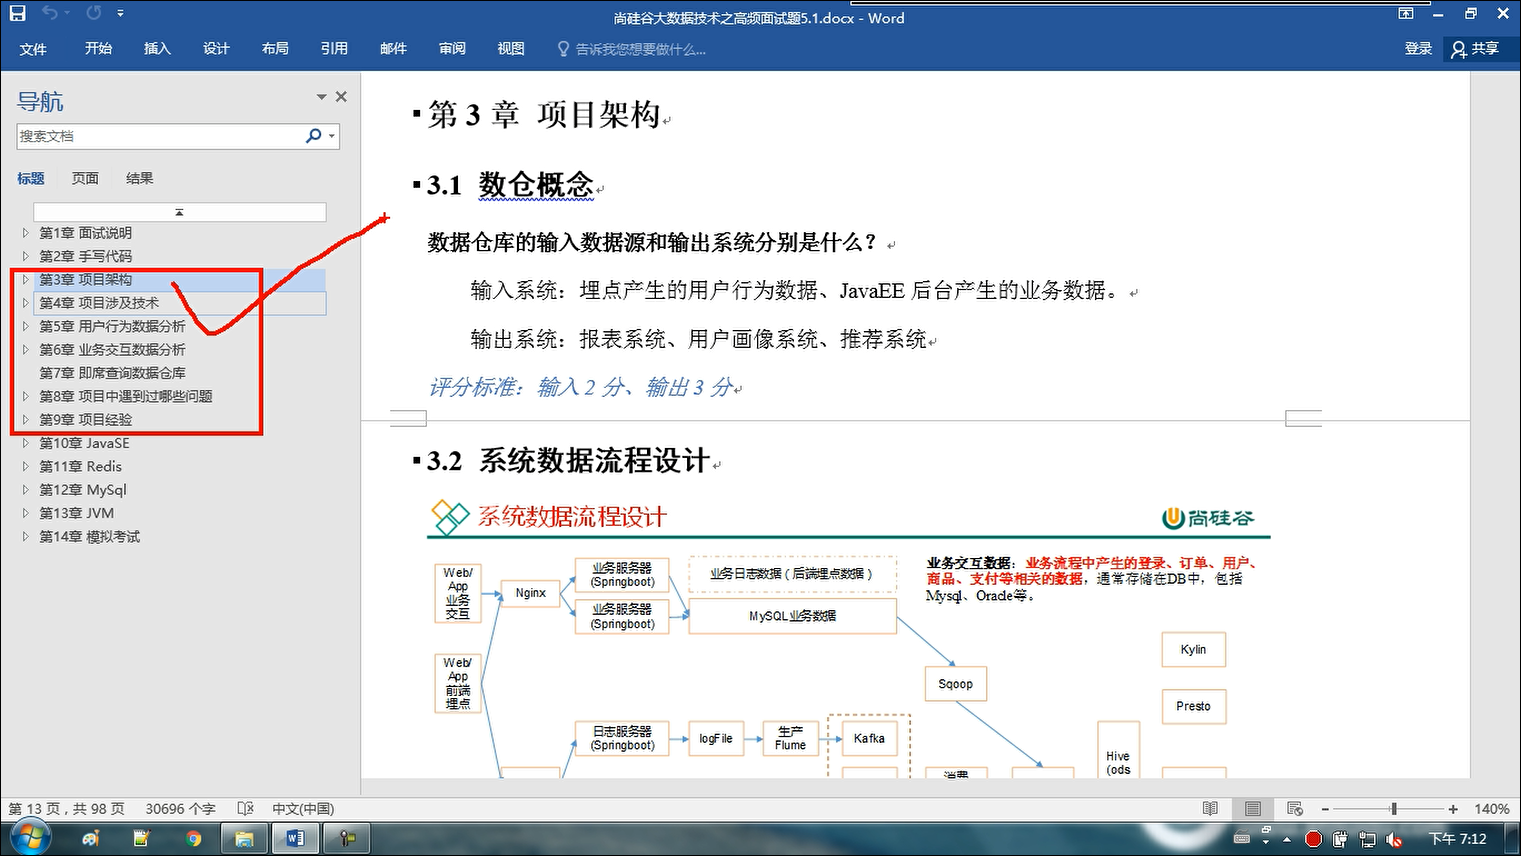 尚硅谷大数据技术之高频面试题5.1.docx - Word
文件 开始 插入 设计 布局 引用 邮件 审阅 视图 告诉我您想要做什么... 登录 共享
导航
搜索文档
标题 页面 结果
第1章 面试说明
第2章 手写代码
第3章 项目架构
第4章 项目涉及技术
第5章 用户行为数据分析
第6章 业务交互数据分析
第7章 即席查询数据仓库
第8章 项目中遇到过哪些问题
第9章 项目经验
第10章 JavaSE
第11章 Redis
第12章 MySql
第13章 JVM
第14章 模拟考试
第 3 章 项目架构
3.1 数仓概念
数据仓库的输入数据源和输出系统分别是什么?
输入系统：埋点产生的用户行为数据、JavaEE 后台产生的业务数据。
输出系统：报表系统、用户画像系统、推荐系统
评分标准：输入 2 分、输出 3 分
3.2 系统数据流程设计
系统数据流程设计
尚硅谷
Web/
App
业务
交互
Nginx
业务服务器
(Springboot)
业务服务器
(Springboot)
业务日志数据（后端埋点数据）
MySQL业务数据
业务交互数据：业务流程中产生的登录、订单、用户、
商品、支付等相关的数据，通常存储在DB中，包括
Mysql、Oracle等。
Web/
App
前端
埋点
Sqoop
Kylin
Presto
日志服务器
(Springboot)
logFile
生产
Flume
Kafka
消费
Hive
(ods
第 13 页，共 98 页 30696 个字 中文(中国) 140%
下午 7:12